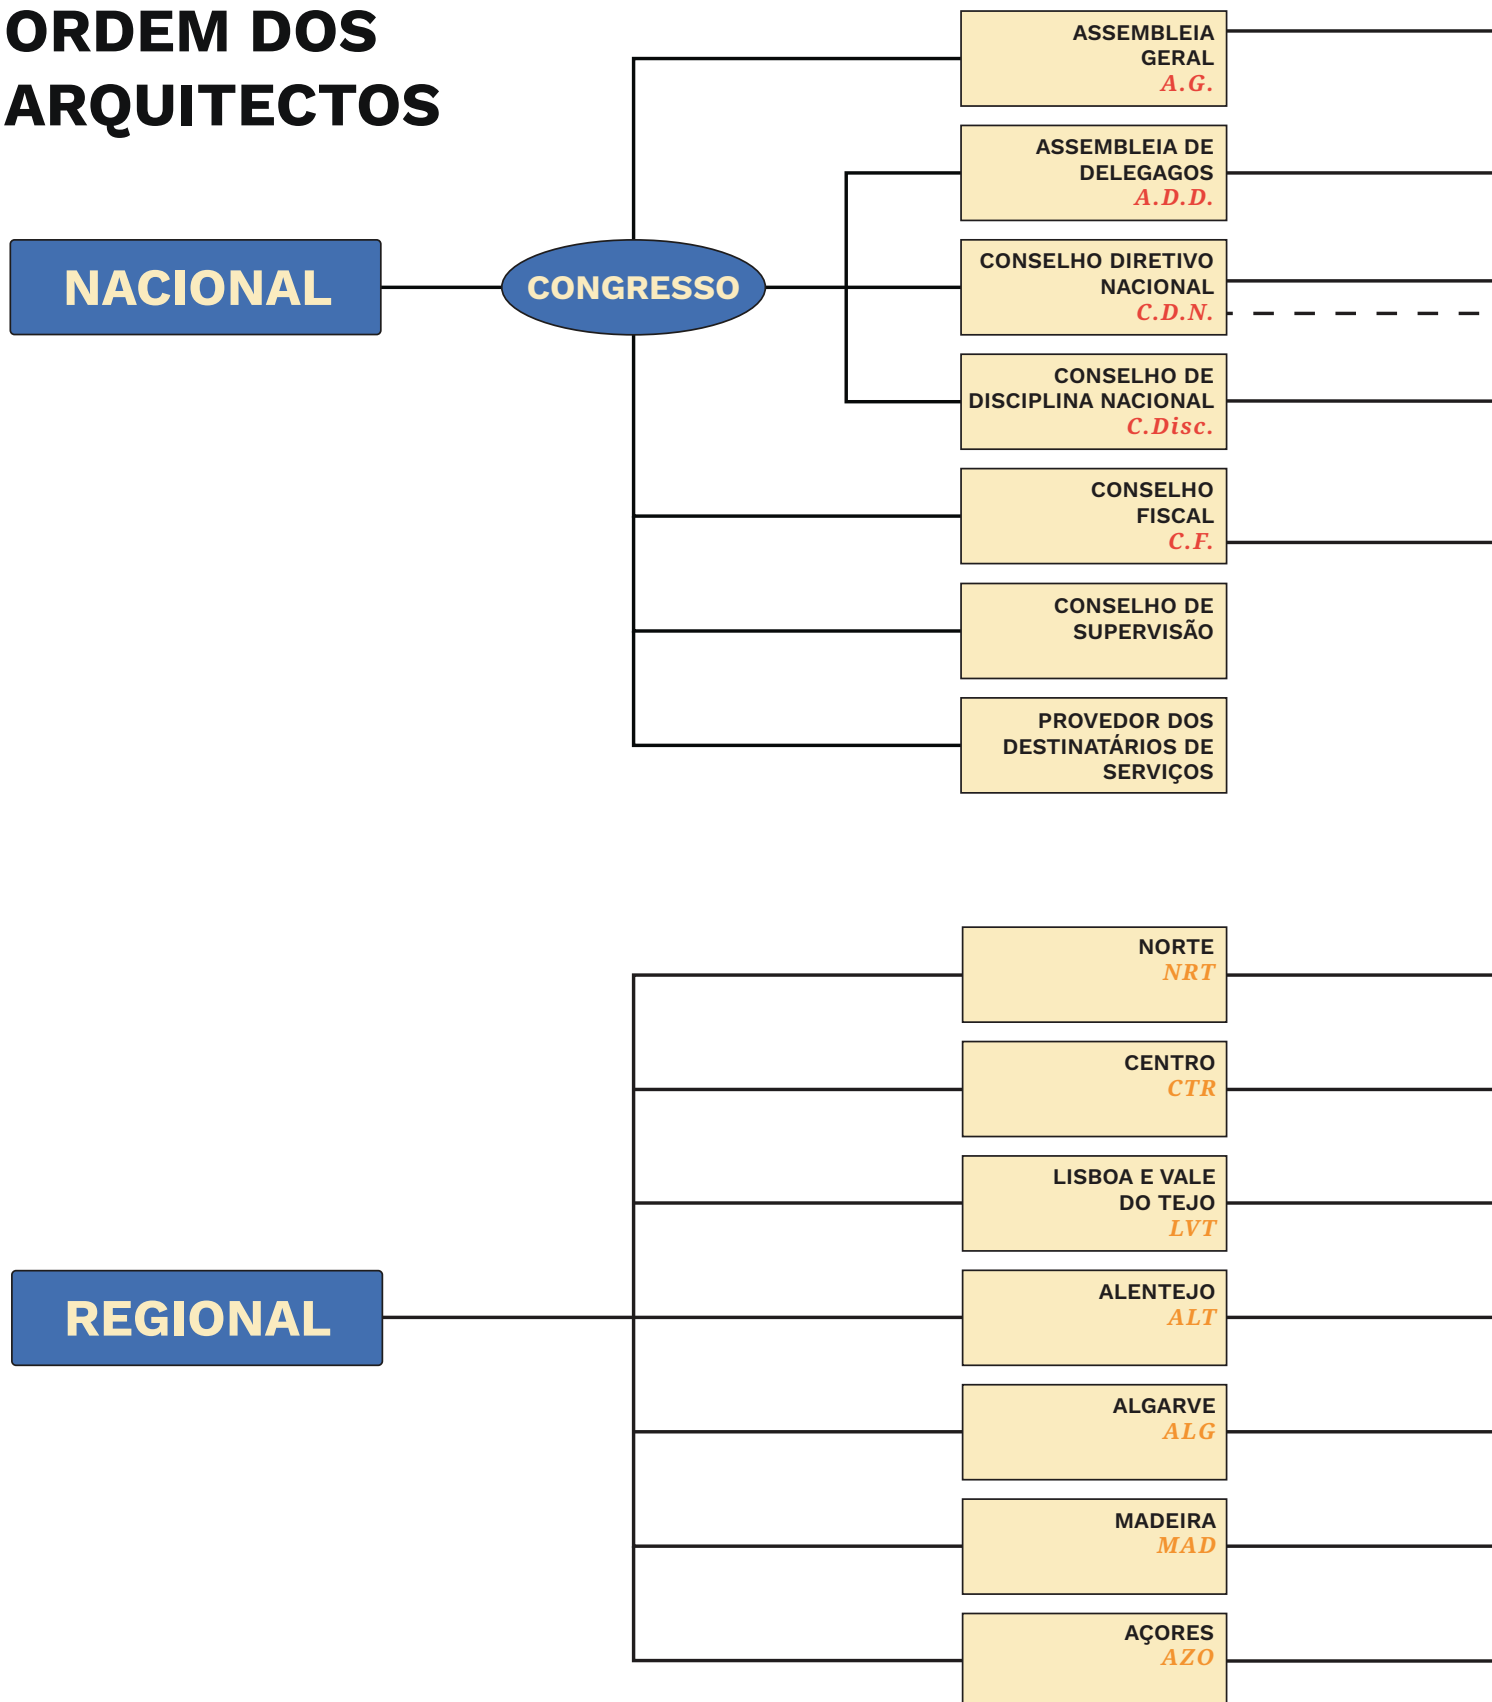 ORDEM DOS
ARQUITECTOS
NACIONAL
CONGRESSO
ASSEMBLEIA
GERAL
A.G.
ASSEMBLEIA DE
DELEGAGOS
A.D.D.
CONSELHO DIRETIVO
NACIONAL
C.D.N.
CONSELHO DE
DISCIPLINA NACIONAL
C.Disc.
CONSELHO
FISCAL
C.F.
CONSELHO DE
SUPERVISÃO
PROVEDOR DOS
DESTINATÁRIOS DE
SERVIÇOS
REGIONAL
NORTE
NRT
CENTRO
CTR
LISBOA E VALE
DO TEJO
LVT
ALENTEJO
ALT
ALGARVE
ALG
MADEIRA
MAD
AÇORES
AZO